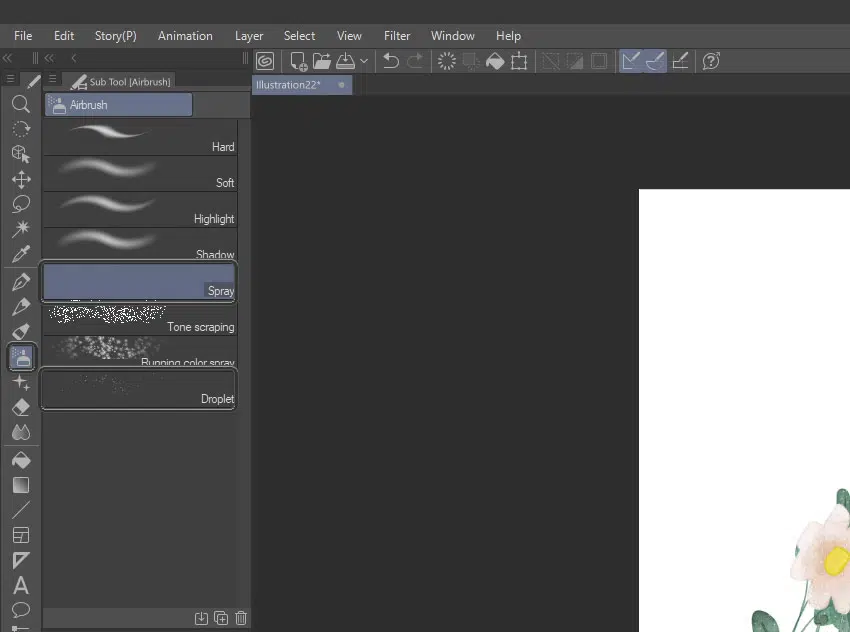 File Edit Story(P) Animation Layer Select View Filter Window Help
Sub Tool [Airbrush]
Illustration22*
Airbrush
Hard
Soft
Highlight
Shadow
Spray
Tone scraping
Running color spray
Droplet
A